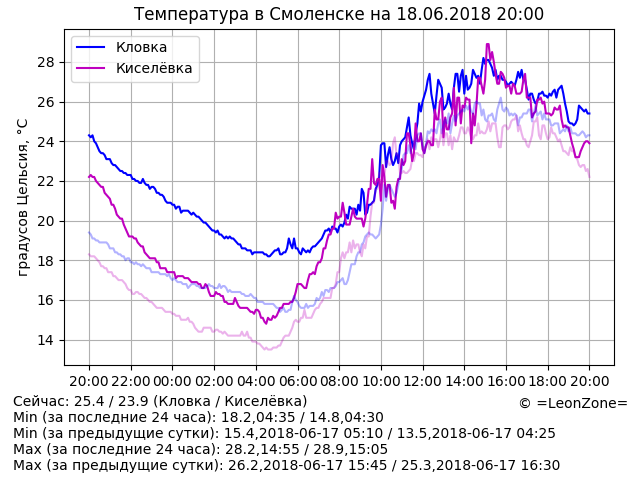 Температура в Смоленске на 18.06.2018 20:00
Кловка
Киселёвка
градусов Цельсия, °C
28
26
24
22
20
18
16
14
20:00 22:00 00:00 02:00 04:00 06:00 08:00 10:00 12:00 14:00 16:00 18:00 20:00
Сейчас: 25.4 / 23.9 (Кловка / Киселёвка)
© =LeonZone=
Min (за последние 24 часа): 18.2,04:35 / 14.8,04:30
Min (за предыдущие сутки): 15.4,2018-06-17 05:10 / 13.5,2018-06-17 04:25
Max (за последние 24 часа): 28.2,14:55 / 28.9,15:05
Max (за предыдущие сутки): 26.2,2018-06-17 15:45 / 25.3,2018-06-17 16:30